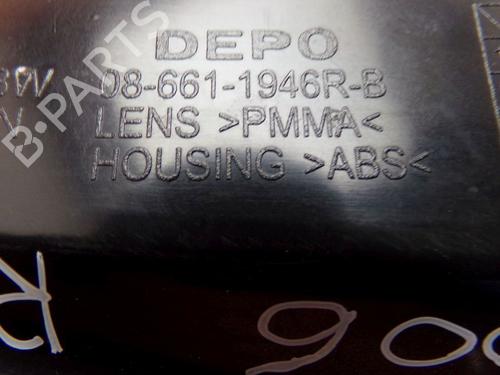 DEPO
08-661-1946R-B
LENS >PMMA<
HOUSING >ABS<
B-PARTS
R
900